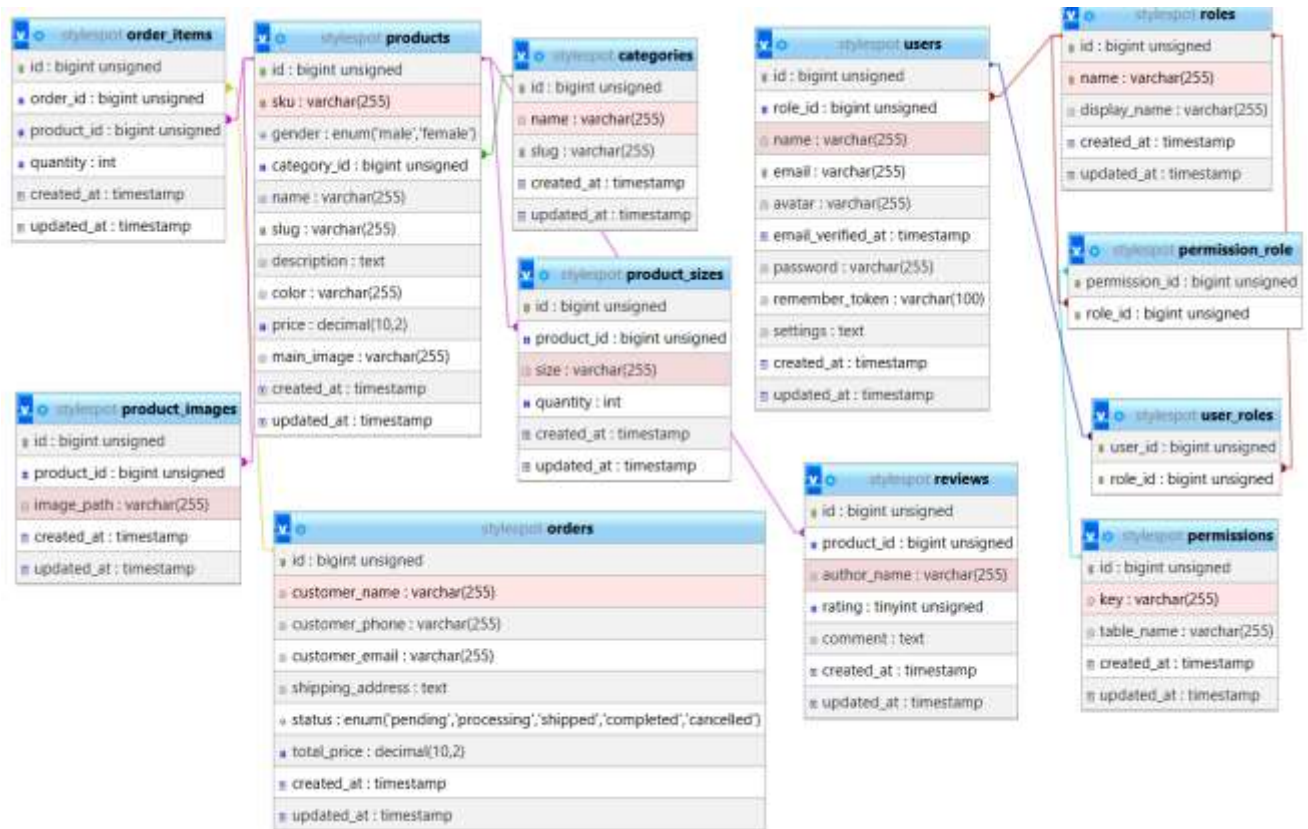 stylespot order_items
id : bigint unsigned
order_id : bigint unsigned
product_id : bigint unsigned
quantity : int
created_at : timestamp
updated_at : timestamp
stylespot products
id : bigint unsigned
sku : varchar(255)
gender : enum('male','female')
category_id : bigint unsigned
name : varchar(255)
slug : varchar(255)
description : text
color : varchar(255)
price : decimal(10,2)
main_image : varchar(255)
created_at : timestamp
updated_at : timestamp
stylespot categories
id : bigint unsigned
name : varchar(255)
slug : varchar(255)
created_at : timestamp
updated_at : timestamp
stylespot product_sizes
id : bigint unsigned
product_id : bigint unsigned
size : varchar(255)
quantity : int
created_at : timestamp
updated_at : timestamp
stylespot users
id : bigint unsigned
role_id : bigint unsigned
name : varchar(255)
email : varchar(255)
avatar : varchar(255)
email_verified_at : timestamp
password : varchar(255)
remember_token : varchar(100)
settings : text
created_at : timestamp
updated_at : timestamp
stylespot roles
id : bigint unsigned
name : varchar(255)
display_name : varchar(255)
created_at : timestamp
updated_at : timestamp
stylespot permission_role
permission_id : bigint unsigned
role_id : bigint unsigned
stylespot user_roles
user_id : bigint unsigned
role_id : bigint unsigned
stylespot product_images
id : bigint unsigned
product_id : bigint unsigned
image_path : varchar(255)
created_at : timestamp
updated_at : timestamp
stylespot orders
id : bigint unsigned
customer_name : varchar(255)
customer_phone : varchar(255)
customer_email : varchar(255)
shipping_address : text
status : enum('pending','processing','shipped','completed','cancelled')
total_price : decimal(10,2)
created_at : timestamp
updated_at : timestamp
stylespot reviews
id : bigint unsigned
product_id : bigint unsigned
author_name : varchar(255)
rating : tinyint unsigned
comment : text
created_at : timestamp
updated_at : timestamp
stylespot permissions
id : bigint unsigned
key : varchar(255)
table_name : varchar(255)
created_at : timestamp
updated_at : timestamp